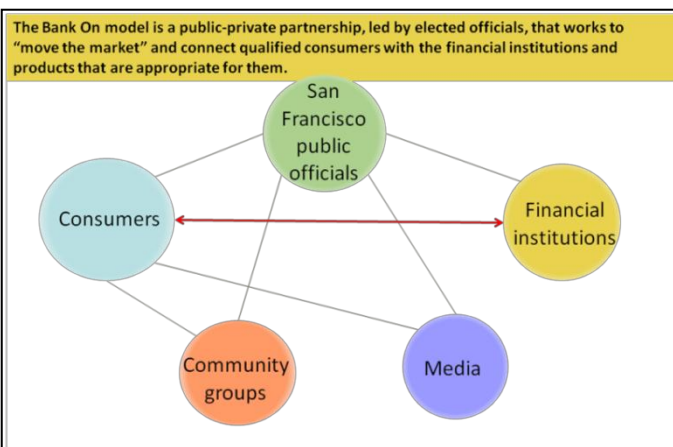 The Bank On model is a public-private partnership, led by elected officials, that works to
“move the market” and connect qualified consumers with the financial institutions and
products that are appropriate for them.
San
Francisco
public
officials
Consumers
Financial
institutions
Community
groups
Media